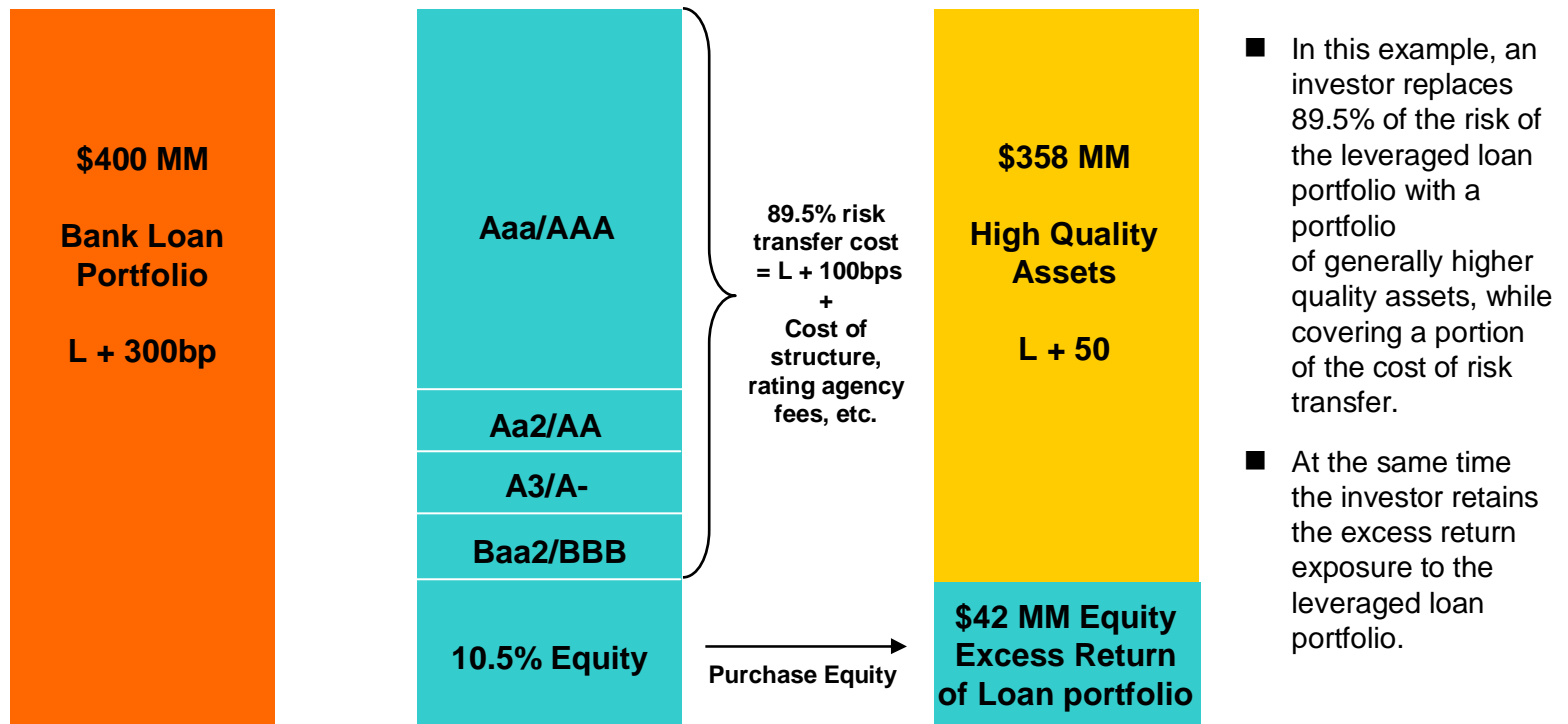 $400 MM
Bank Loan
Portfolio
L + 300bp
Aaa/AAA
Aa2/AA
A3/A-
Baa2/BBB
10.5% Equity
89.5% risk
transfer cost
= L + 100bps
+
Cost of
structure,
rating agency
fees, etc.
Purchase Equity
$358 MM
High Quality
Assets
L + 50
$42 MM Equity
Excess Return
of Loan portfolio
■ In this example, an
investor replaces
89.5% of the risk of
the leveraged loan
portfolio with a
portfolio
of generally higher
quality assets, while
covering a portion
of the cost of risk
transfer.
■ At the same time
the investor retains
the excess return
exposure to the
leveraged loan
portfolio.